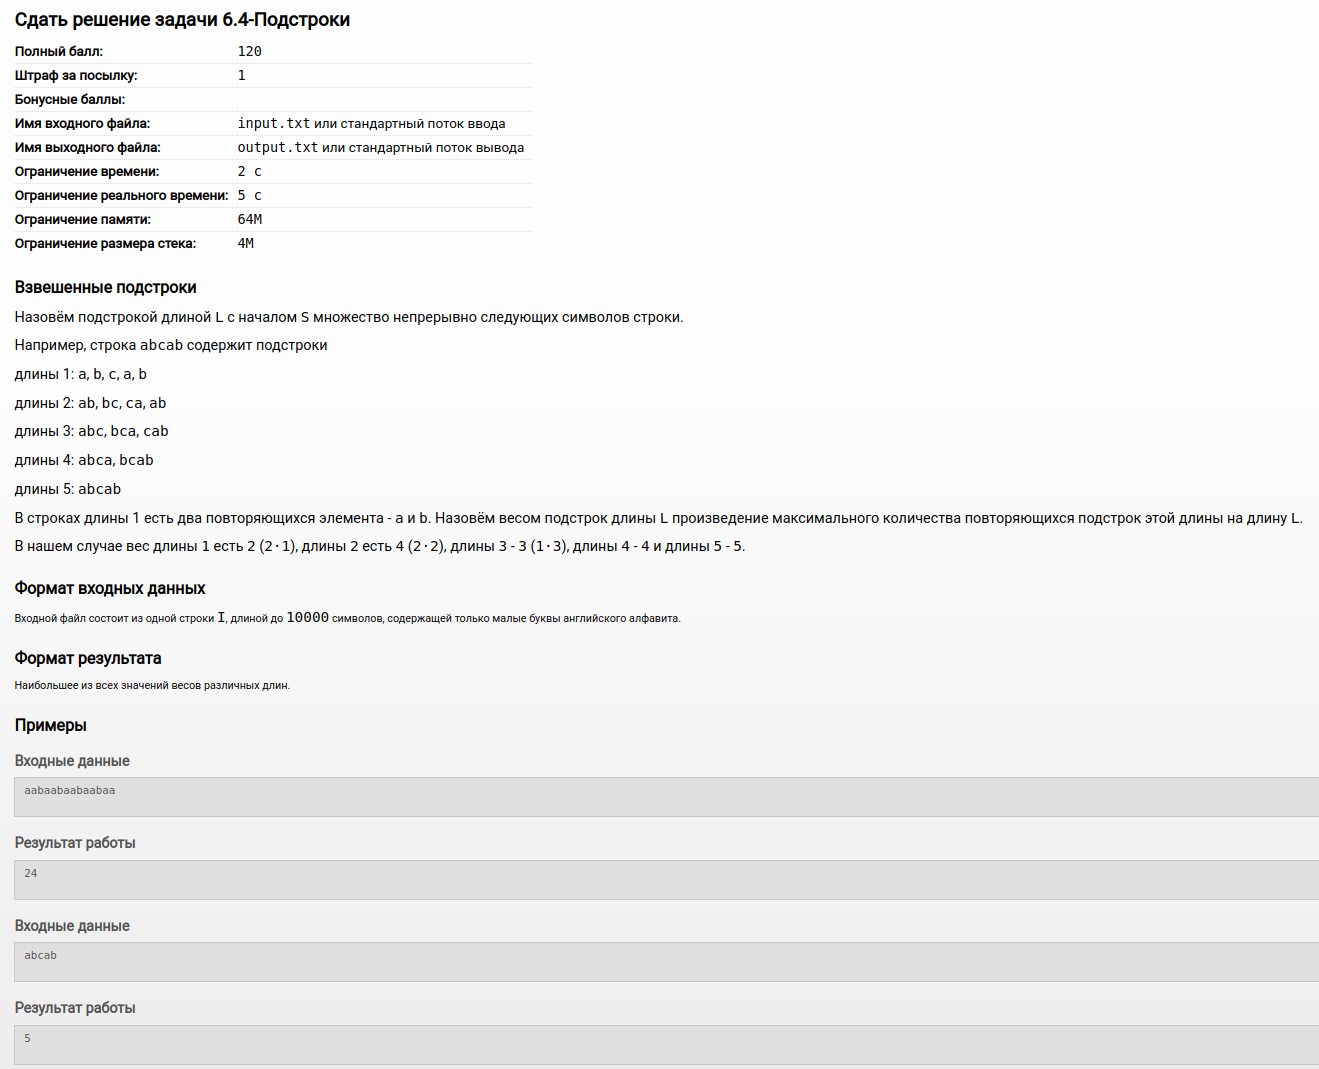 Сдать решение задачи 6.4-Подстроки
Полный балл: 120
Штраф за посылку: 1
Бонусные баллы:
Имя входного файла: input.txt или стандартный поток ввода
Имя выходного файла: output.txt или стандартный поток вывода
Ограничение времени: 2 с
Ограничение реального времени: 5 с
Ограничение памяти: 64M
Ограничение размера стека: 4M
Взвешенные подстроки
Назовём подстрокой длиной L с началом S множество непрерывно следующих символов строки.
Например, строка abcab содержит подстроки
длины 1: a, b, c, a, b
длины 2: ab, bc, ca, ab
длины 3: abc, bca, cab
длины 4: abca, bcab
длины 5: abcab
В строках длины 1 есть два повторяющихся элемента - a и b. Назовём весом подстрок длины L произведение максимального количества повторяющихся подстрок этой длины на длину L.
В нашем случае вес длины 1 есть 2 (2·1), длины 2 есть 4 (2·2), длины 3 - 3 (1·3), длины 4 - 4 и длины 5 - 5.
Формат входных данных
Входной файл состоит из одной строки I, длиной до 10000 символов, содержащей только малые буквы английского алфавита.
Формат результата
Наибольшее из всех значений весов различных длин.
Примеры
Входные данные
aabaabaabaabaa
Результат работы
24
Входные данные
abcab
Результат работы
5